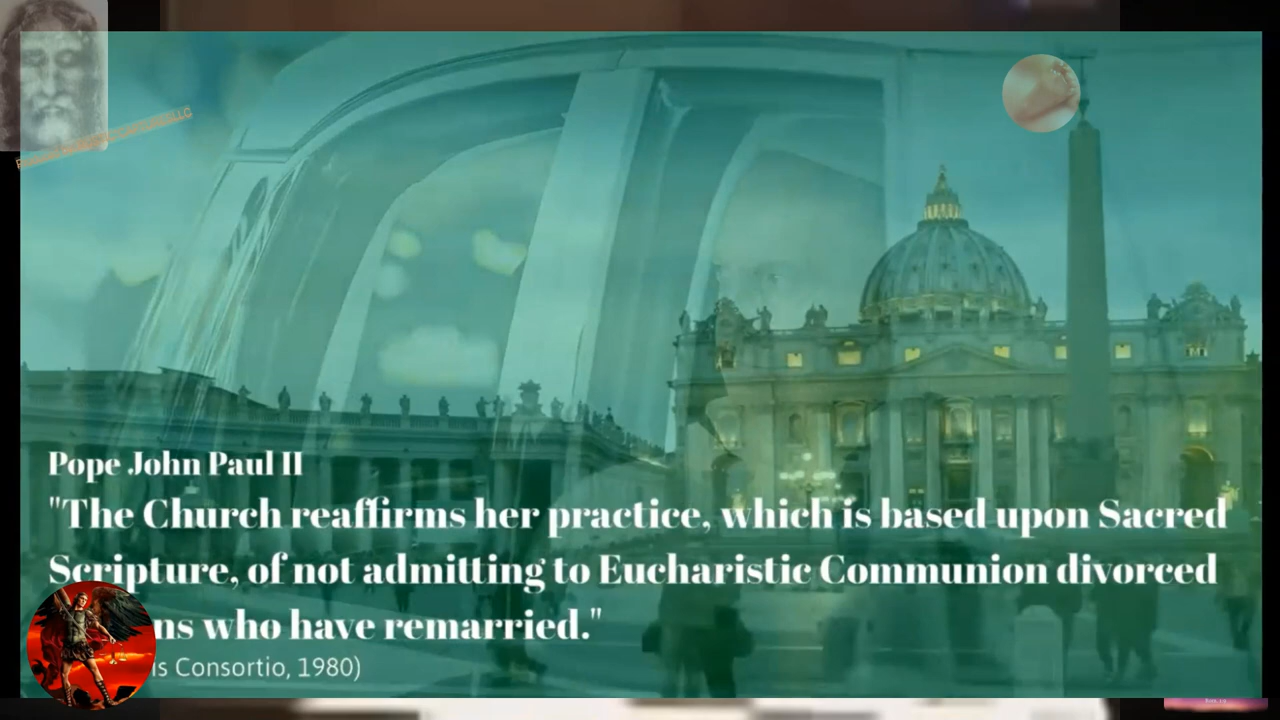 Pope John Paul II
"The Church reaffirms her practice, which is based upon Sacred
Scripture, of not admitting to Eucharistic Communion divorced
ns who have remarried."
is Consortio, 1980)